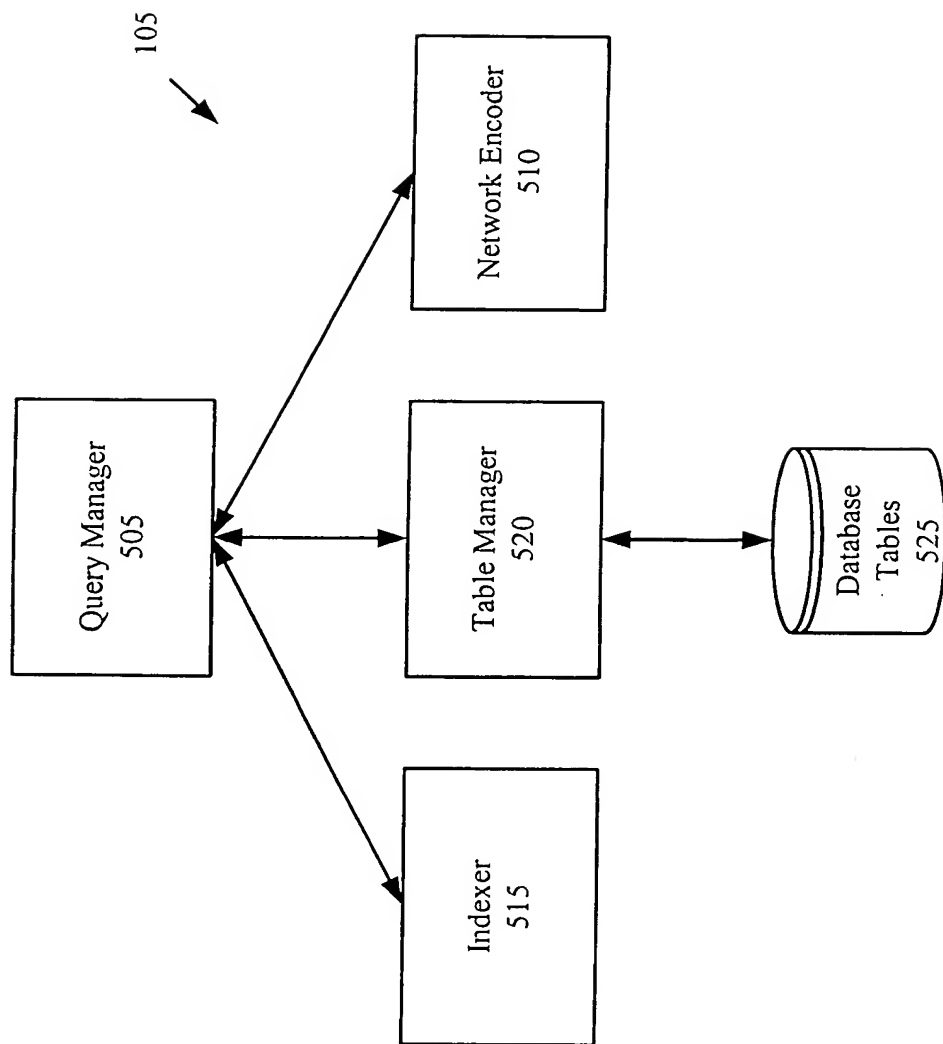 Query Manager
505
105
Indexer
515
Table Manager
520
Network Encoder
510
Database
Tables
525